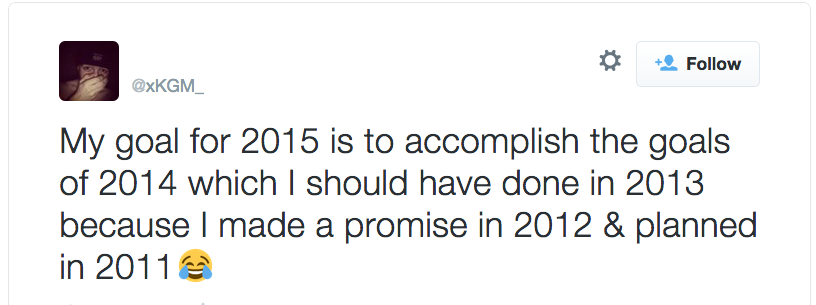 @xKGM_
Follow
My goal for 2015 is to accomplish the goals
of 2014 which I should have done in 2013
because I made a promise in 2012 & planned
in 2011😂